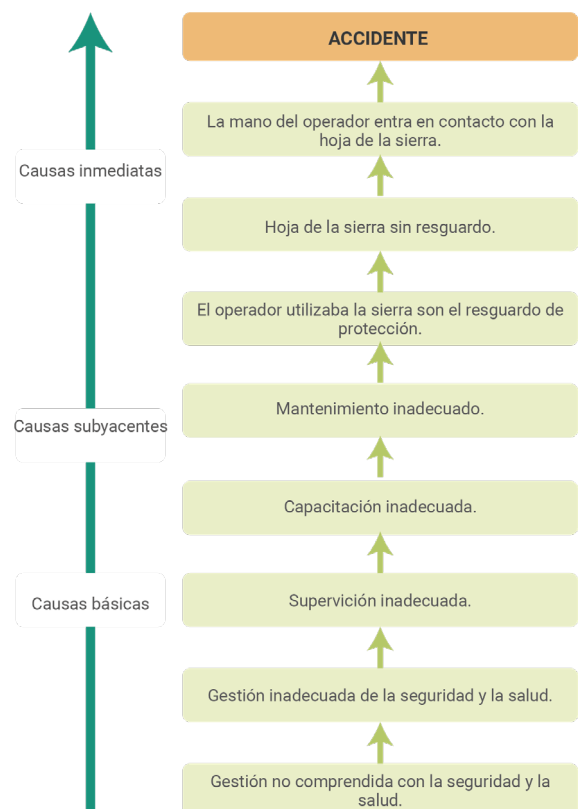 ACCIDENTE
La mano del operador entra en contacto con la
hoja de la sierra.
Causas inmediatas
Hoja de la sierra sin resguardo.
El operador utilizaba la sierra son el resguardo de
protección.
Mantenimiento inadecuado.
Causas subyacentes
Capacitación inadecuada.
Causas básicas
Supervición inadecuada.
Gestión inadecuada de la seguridad y la salud.
Gestión no comprendida con la seguridad y la
salud.